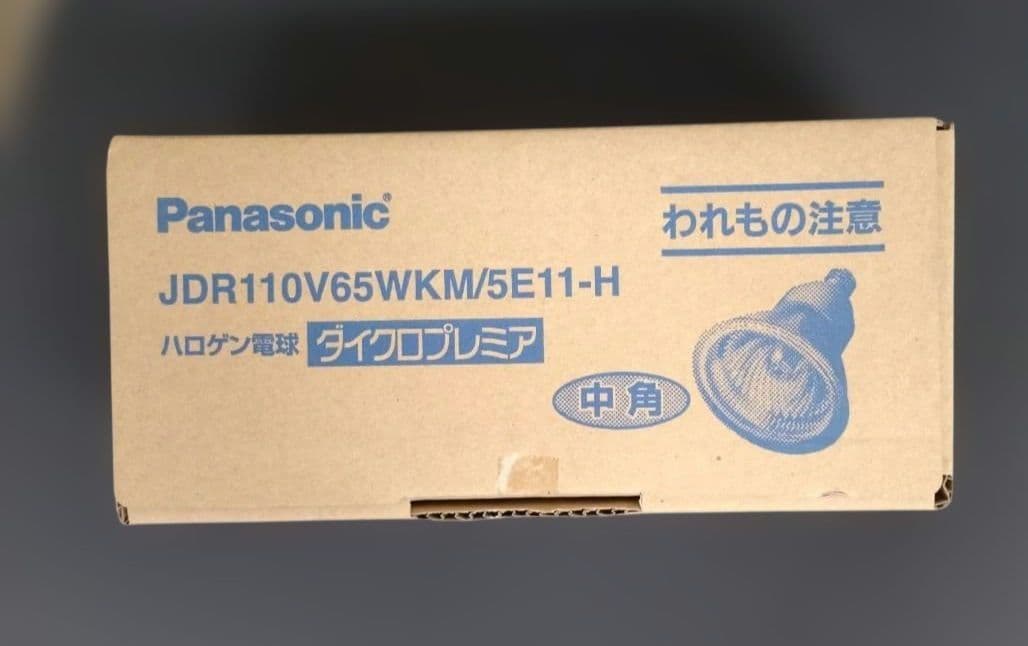 Panasonic®
われもの注意
JDR110V65WKM/5E11-H
ハロゲン電球 ダイクロプレミア
中角